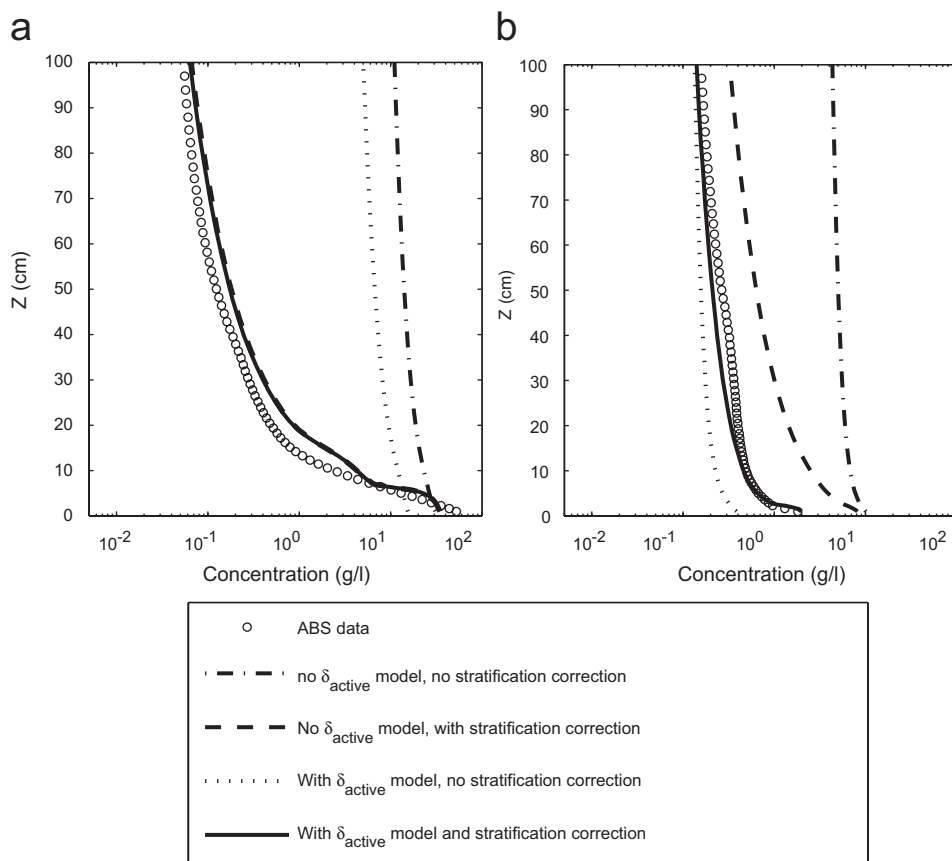 a
b
100
90
80
70
60
50
40
30
20
10
0
Z (cm)
10^-2
10^-1
10^0
10^1
10^2
Concentration (g/l)
100
90
80
70
60
50
40
30
20
10
0
Z (cm)
10^-2
10^-1
10^0
10^1
10^2
Concentration (g/l)
ABS data
no δ_active model, no stratification correction
No δ_active model, with stratification correction
With δ_active model, no stratification correction
With δ_active model and stratification correction